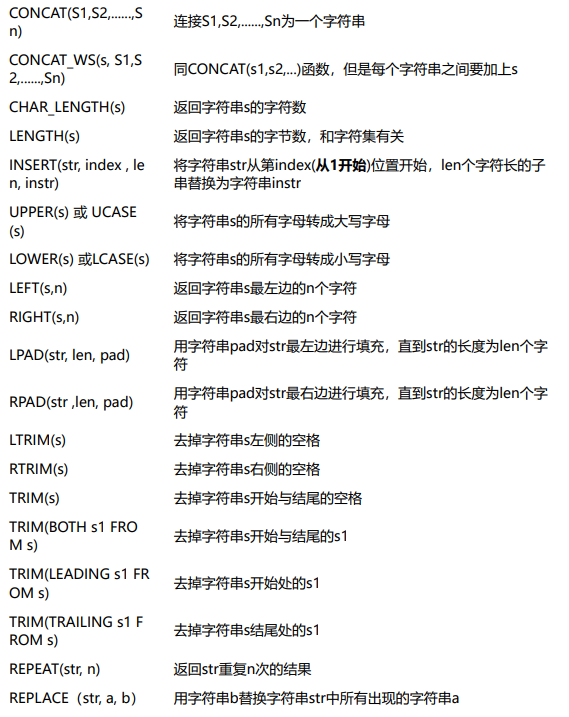 CONCAT(S1,S2,......,S
n)
连接S1,S2,......,Sn为一个字符串
CONCAT_WS(s, S1,S
2,......,Sn)
同CONCAT(s1,s2,...)函数，但是每个字符串之间要加上s
CHAR_LENGTH(s)
返回字符串s的字符数
LENGTH(s)
返回字符串s的字节数，和字符集有关
INSERT(str, index , le
n, instr)
将字符串str从第index(从1开始)位置开始，len个字符长的子
串替换为字符串instr
UPPER(s) 或 UCASE
(s)
将字符串s的所有字母转成大写字母
LOWER(s) 或LCASE(s)
将字符串s的所有字母转成小写字母
LEFT(s,n)
返回字符串s最左边的n个字符
RIGHT(s,n)
返回字符串s最右边的n个字符
LPAD(str, len, pad)
用字符串pad对str最左边进行填充，直到str的长度为len个字
符
RPAD(str ,len, pad)
用字符串pad对str最右边进行填充，直到str的长度为len个字
符
LTRIM(s)
去掉字符串s左侧的空格
RTRIM(s)
去掉字符串s右侧的空格
TRIM(s)
去掉字符串s开始与结尾的空格
TRIM(BOTH s1 FRO
M s)
去掉字符串s开始与结尾的s1
TRIM(LEADING s1 FR
OM s)
去掉字符串s开始处的s1
TRIM(TRAILING s1 F
ROM s)
去掉字符串s结尾处的s1
REPEAT(str, n)
返回str重复n次的结果
REPLACE（str, a, b）
用字符串b替换字符串str中所有出现的字符串a